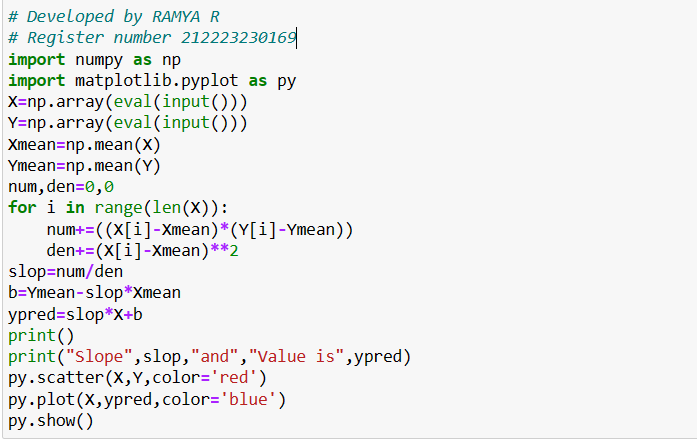 # Developed by RAMYA R
# Register number 212223230169
import numpy as np
import matplotlib.pyplot as py
X=np.array(eval(input()))
Y=np.array(eval(input()))
Xmean=np.mean(X)
Ymean=np.mean(Y)
num,den=0,0
for i in range(len(X)):
    num+=((X[i]-Xmean)*(Y[i]-Ymean))
    den+=(X[i]-Xmean)**2
slop=num/den
b=Ymean-slop*Xmean
ypred=slop*X+b
print()
print("Slope",slop,"and","Value is",ypred)
py.scatter(X,Y,color='red')
py.plot(X,ypred,color='blue')
py.show()